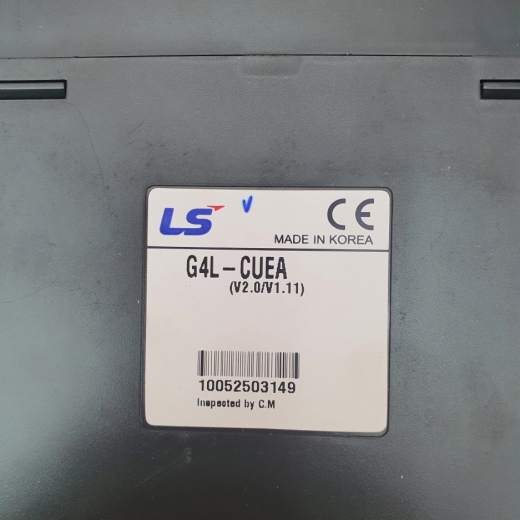 LS
CE
MADE IN KOREA
G4L-CUEA
(V2.0/V1.11)
10052503149
Inspected by C.M